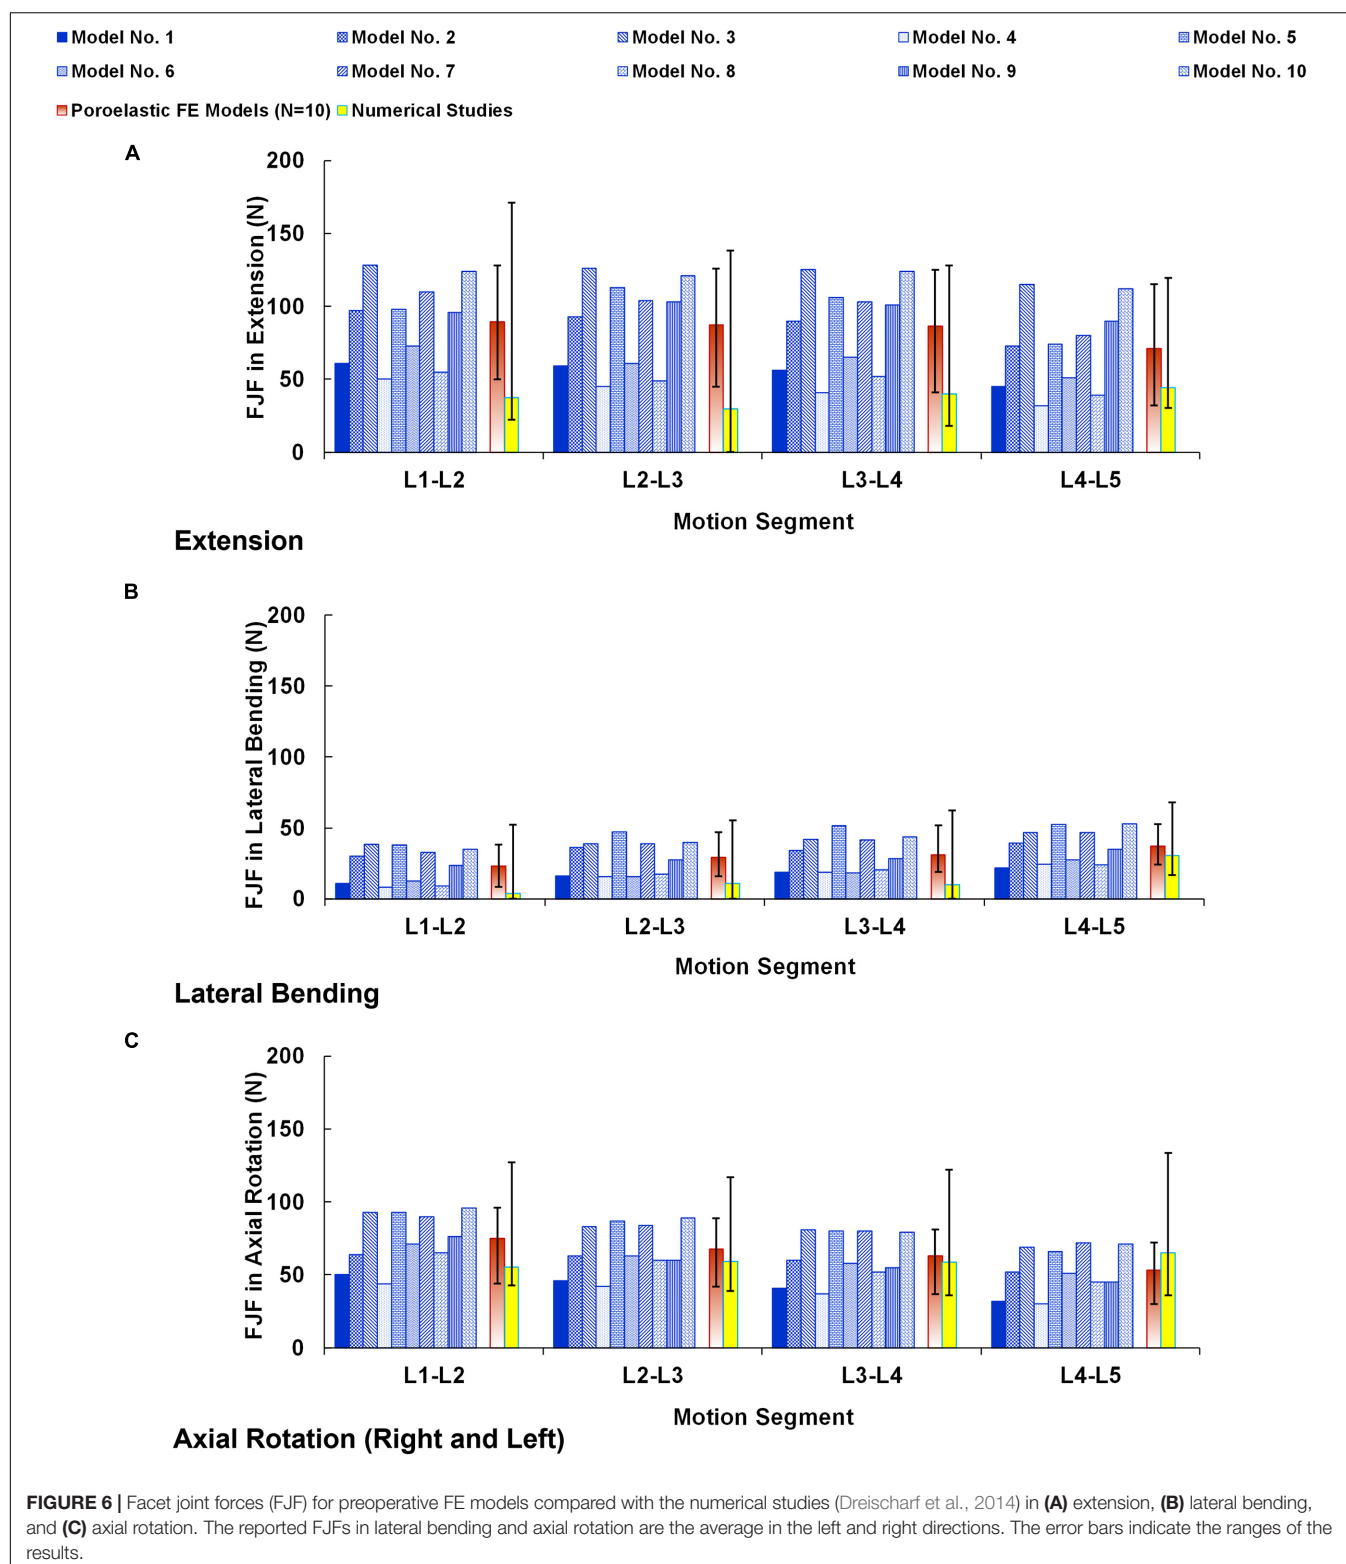 Model No. 1 Model No. 2 Model No. 3 Model No. 4 Model No. 5
Model No. 6 Model No. 7 Model No. 8 Model No. 9 Model No. 10
Poroelastic FE Models (N=10) Numerical Studies
A
FJF in Extension (N)
200
150
100
50
0
L1-L2 L2-L3 L3-L4 L4-L5
Motion Segment
Extension
B
FJF in Lateral Bending (N)
200
150
100
50
0
L1-L2 L2-L3 L3-L4 L4-L5
Motion Segment
Lateral Bending
C
FJF in Axial Rotation (N)
200
150
100
50
0
L1-L2 L2-L3 L3-L4 L4-L5
Motion Segment
Axial Rotation (Right and Left)
FIGURE 6 | Facet joint forces (FJF) for preoperative FE models compared with the numerical studies (Dreischarf et al., 2014) in (A) extension, (B) lateral bending,
and (C) axial rotation. The reported FJFs in lateral bending and axial rotation are the average in the left and right directions. The error bars indicate the ranges of the
results.